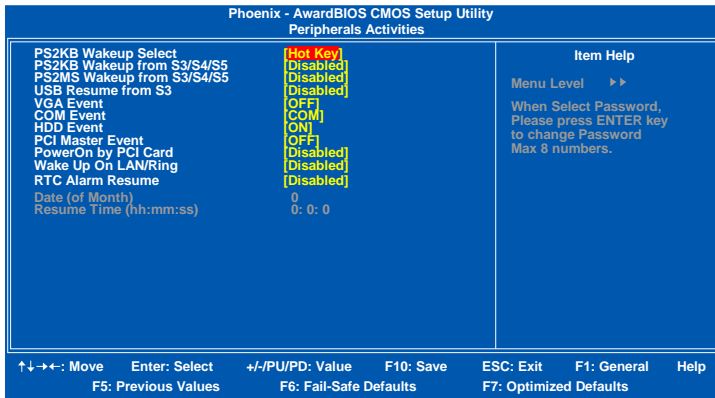 Phoenix - AwardBIOS CMOS Setup Utility
Peripherals Activities
PS2KB Wakeup Select [Hot Key]
PS2KB Wakeup from S3/S4/S5 [Disabled]
PS2MS Wakeup from S3/S4/S5 [Disabled]
USB Resume from S3 [Disabled]
VGA Event [OFF]
COM Event [COM]
HDD Event [ON]
PCI Master Event [OFF]
PowerOn by PCI Card [Disabled]
Wake Up On LAN/Ring [Disabled]
RTC Alarm Resume [Disabled]
Date (of Month) 0
Resume Time (hh:mm:ss) 0: 0: 0
Item Help
Menu Level ▶▶
When Select Password,
Please press ENTER key
to change Password
Max 8 numbers.
↑↓→←: Move Enter: Select +/-/PU/PD: Value F10: Save ESC: Exit F1: General Help
F5: Previous Values F6: Fail-Safe Defaults F7: Optimized Defaults